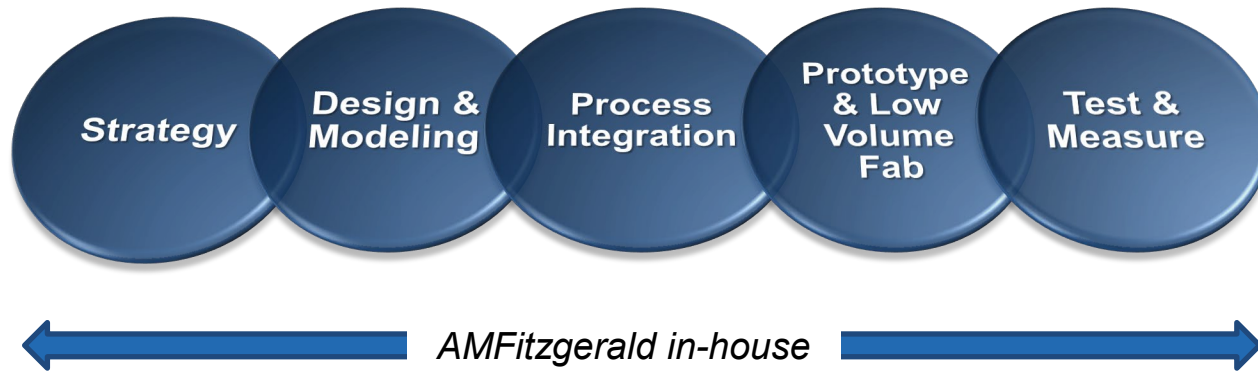 Strategy
Design &
Modeling
Process
Integration
Prototype
& Low
Volume
Fab
Test &
Measure
AMFitzgerald in-house